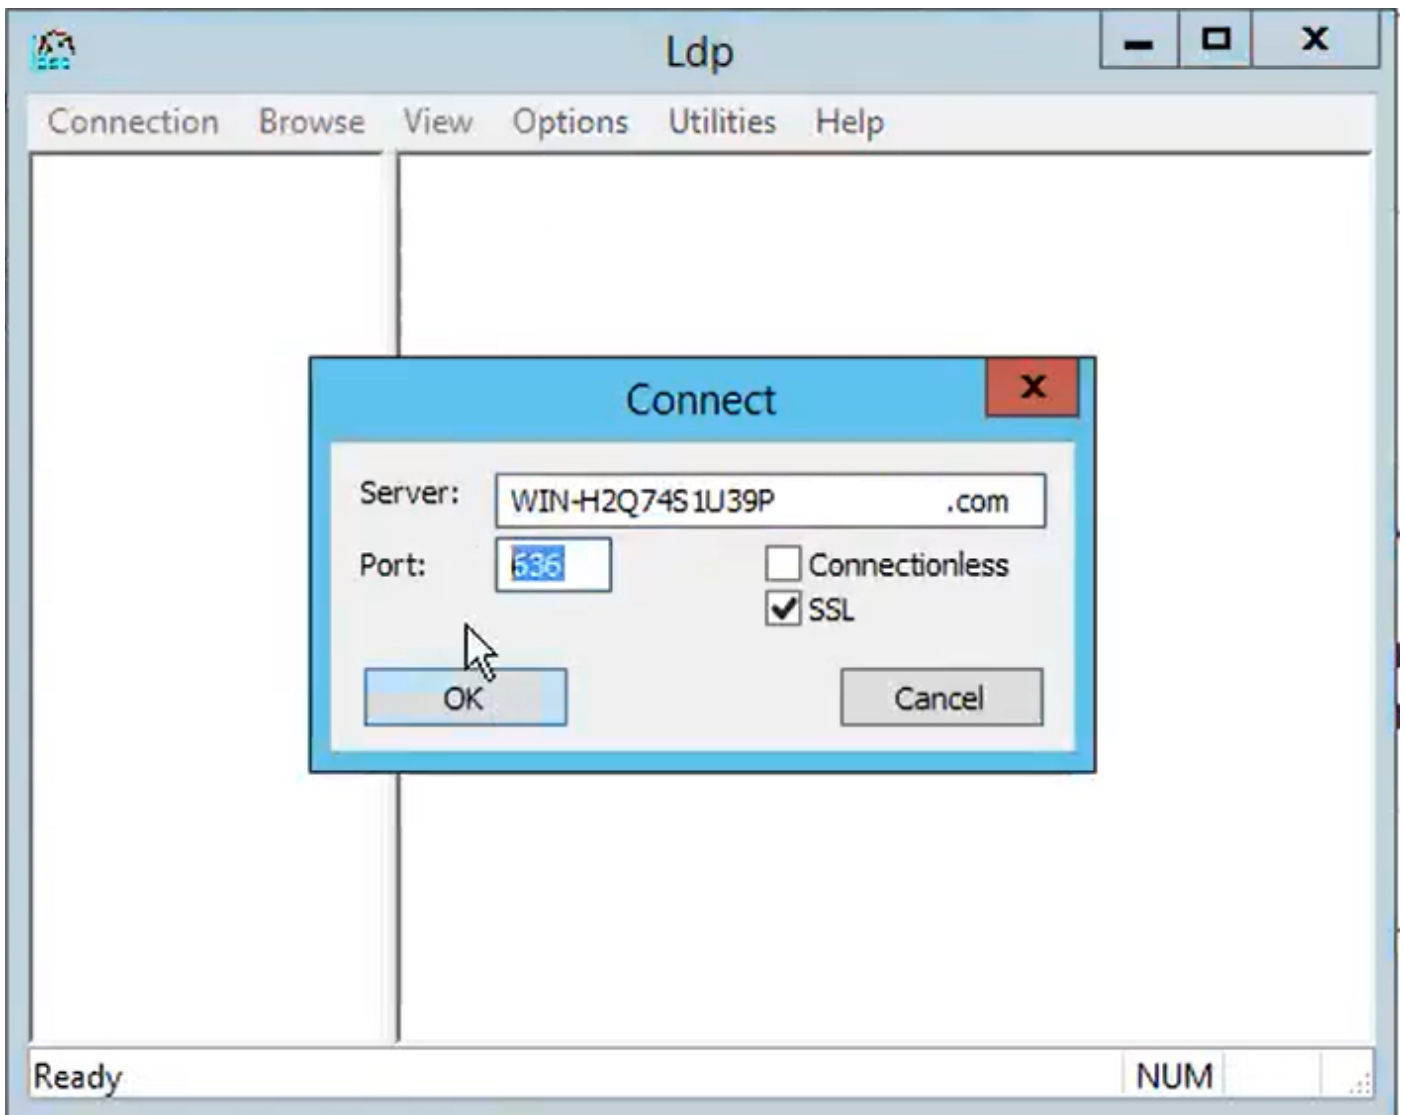 Ldp
Connection Browse View Options Utilities Help
Connect
Server: WIN-H2Q74S1U39P .com
Port: 636 Connectionless
SSL
OK Cancel
Ready NUM